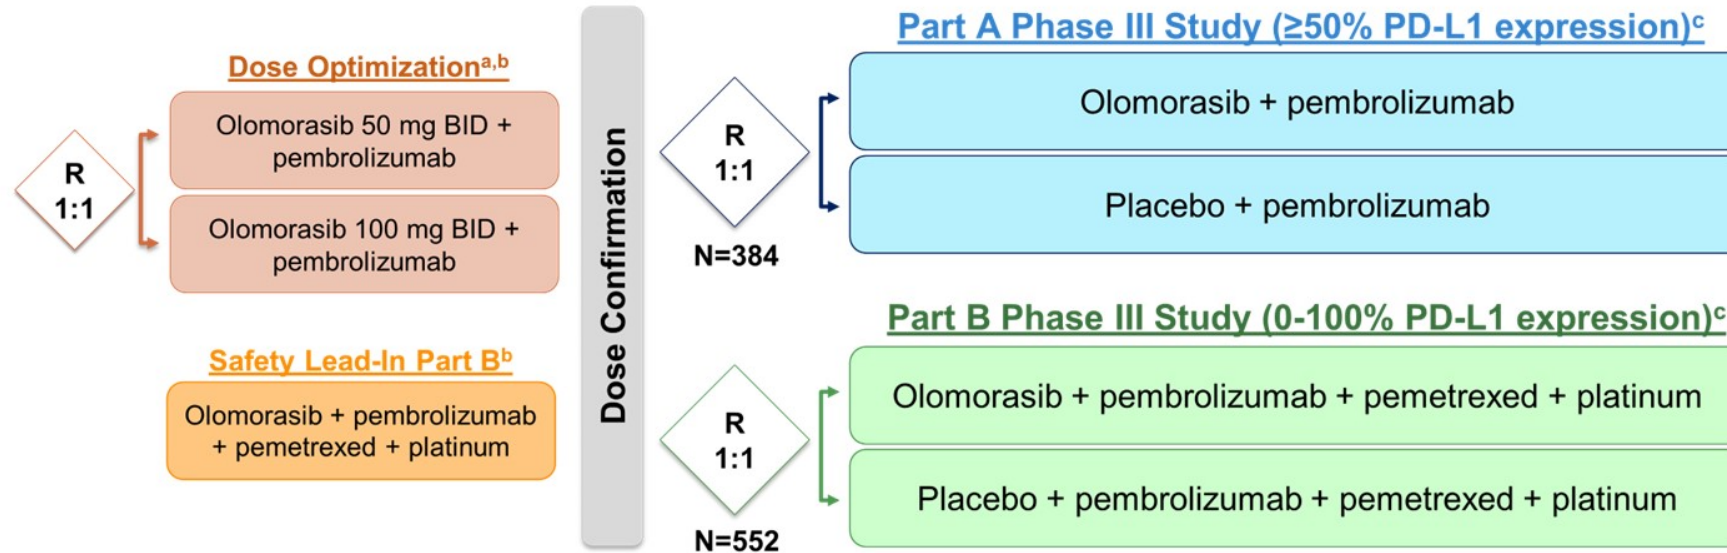 Dose Optimizationᵃ,ᵇ
R
1:1
Olomorasib 50 mg BID +
pembrolizumab
Olomorasib 100 mg BID +
pembrolizumab
Safety Lead-In Part Bᵇ
Olomorasib + pembrolizumab
+ pemetrexed + platinum
Dose Confirmation
Part A Phase III Study (≥50% PD-L1 expression)ᶜ
R
1:1
N=384
Olomorasib + pembrolizumab
Placebo + pembrolizumab
Part B Phase III Study (0-100% PD-L1 expression)ᶜ
R
1:1
N=552
Olomorasib + pembrolizumab + pemetrexed + platinum
Placebo + pembrolizumab + pemetrexed + platinum